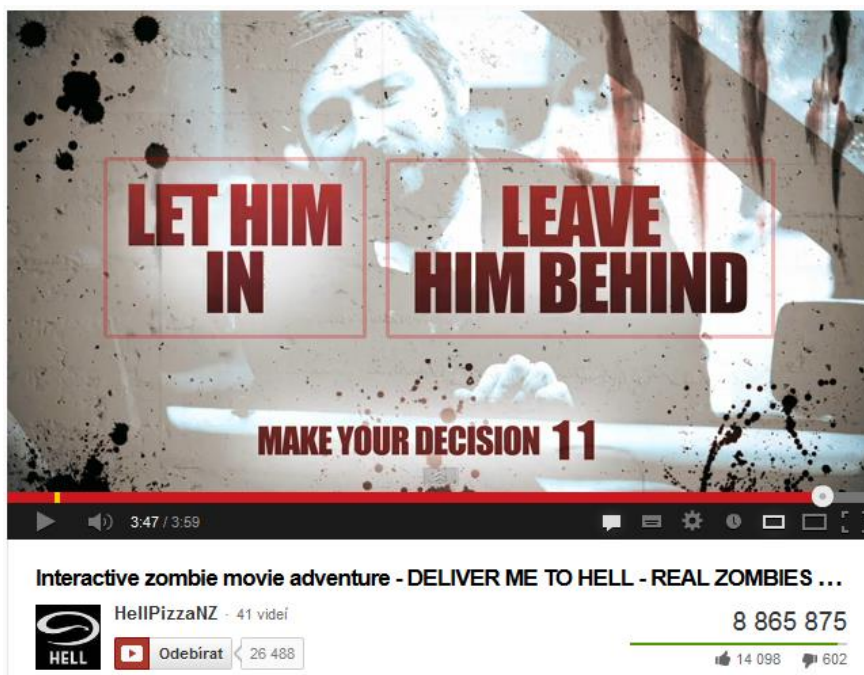 LET HIM
IN
LEAVE
HIM BEHIND
MAKE YOUR DECISION 11
3:47 / 3:59
Interactive zombie movie adventure - DELIVER ME TO HELL - REAL ZOMBIES ...
HELL
HellPizzaNZ · 41 videí
Odebírat 26 488
8 865 875
14 098 602